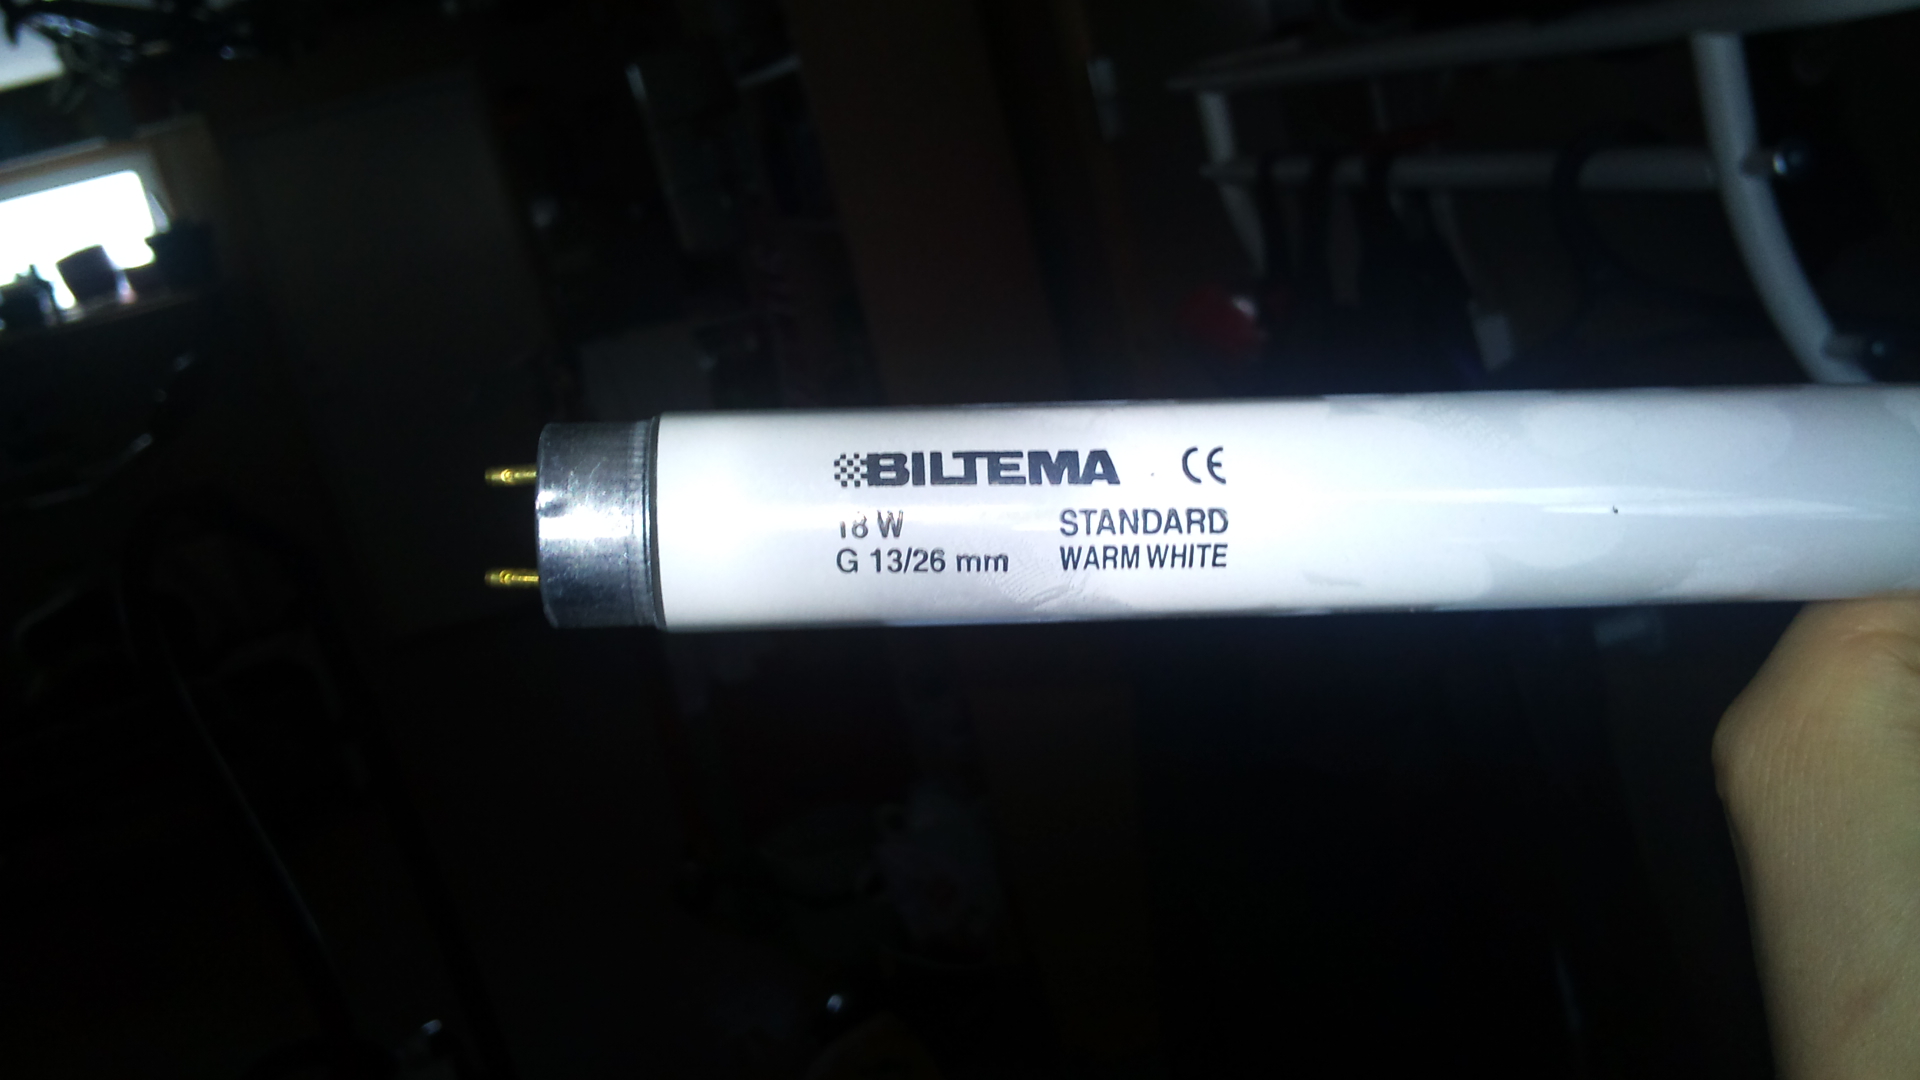 BILTEMA CE
18 W STANDARD
G 13/26 mm WARM WHITE